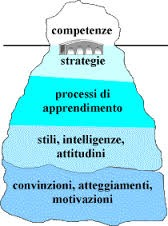 competenze
strategie
processi di
apprendimento
stili, intelligenze,
attitudini
convinzioni, atteggiamenti,
motivazioni